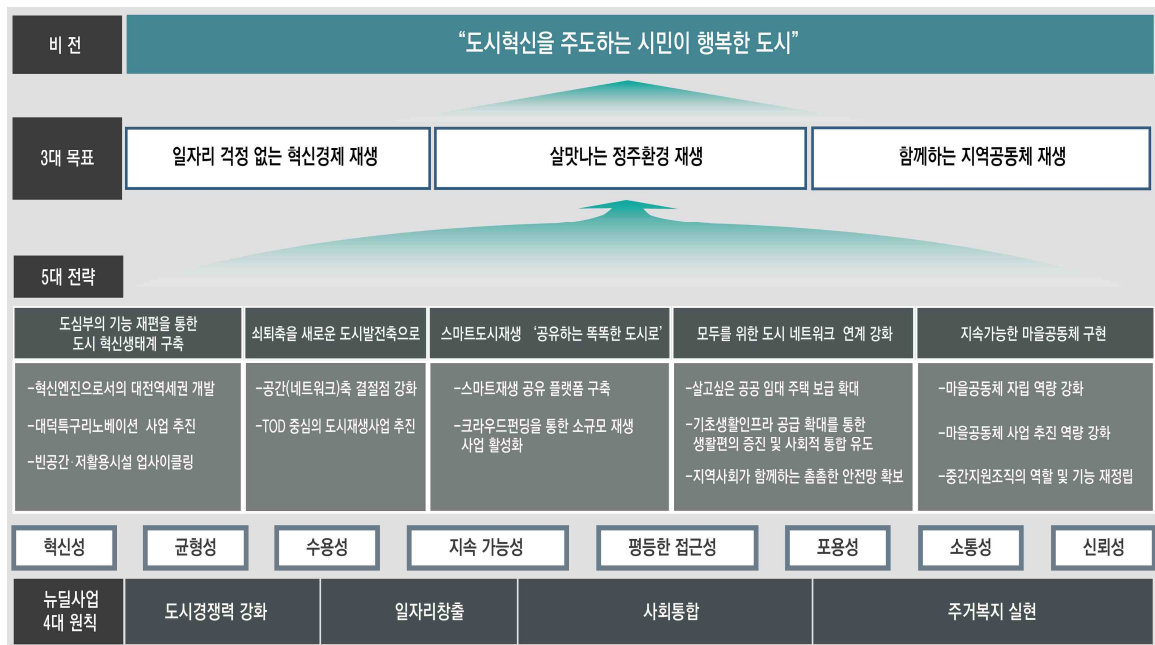 비 전
“도시혁신을 주도하는 시민이 행복한 도시”
3대 목표
일자리 걱정 없는 혁신경제 재생
살맛나는 정주환경 재생
함께하는 지역공동체 재생
5대 전략
도심부의 기능 재편을 통한
도시 혁신생태계 구축
-혁신엔진으로서의 대전역세권 개발
-대덕특구리노베이션 사업 추진
-빈공간·저활용시설 업사이클링
쇠퇴축을 새로운 도시발전축으로
-공간(네트워크)축 결절점 강화
-TOD 중심의 도시재생사업 추진
스마트도시재생 ‘공유하는 똑똑한 도시로’
-스마트재생 공유 플랫폼 구축
-크라우드펀딩을 통한 소규모 재생
사업 활성화
모두를 위한 도시 네트워크 연계 강화
-살고싶은 공공 임대 주택 보급 확대
-기초생활인프라 공급 확대를 통한
생활편의 증진 및 사회적 통합 유도
-지역사회가 함께하는 촘촘한 안전망 확보
지속가능한 마을공동체 구현
-마을공동체 자립 역량 강화
-마을공동체 사업 추진 역량 강화
-중간지원조직의 역할 및 기능 재정립
혁신성
균형성
수용성
지속 가능성
평등한 접근성
포용성
소통성
신뢰성
뉴딜사업
4대 원칙
도시경쟁력 강화
일자리창출
사회통합
주거복지 실현